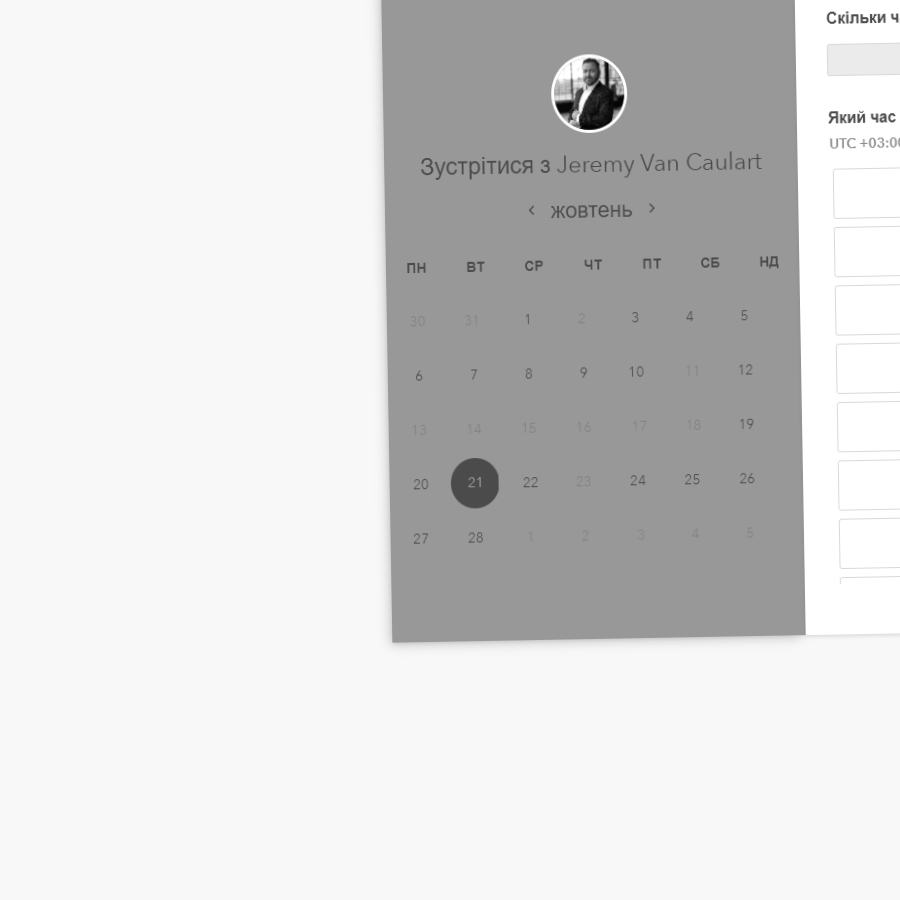 Зустрітися з Jeremy Van Caulart
‹ жовтень ›
ПН ВТ СР ЧТ ПТ СБ НД
30 31 1 2 3 4 5
6 7 8 9 10 11 12
13 14 15 16 17 18 19
20 21 22 23 24 25 26
27 28 1 2 3 4 5
Скільки ч
Який час
UTC +03:00